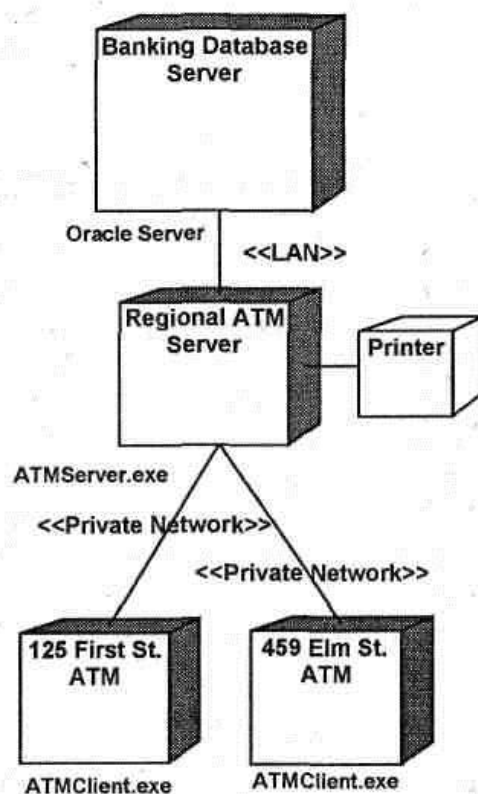 Banking Database
Server
Oracle Server
<<LAN>>
Regional ATM
Server
Printer
ATMServer.exe
<<Private Network>>
<<Private Network>>
125 First St.
ATM
459 Elm St.
ATM
ATMClient.exe
ATMClient.exe